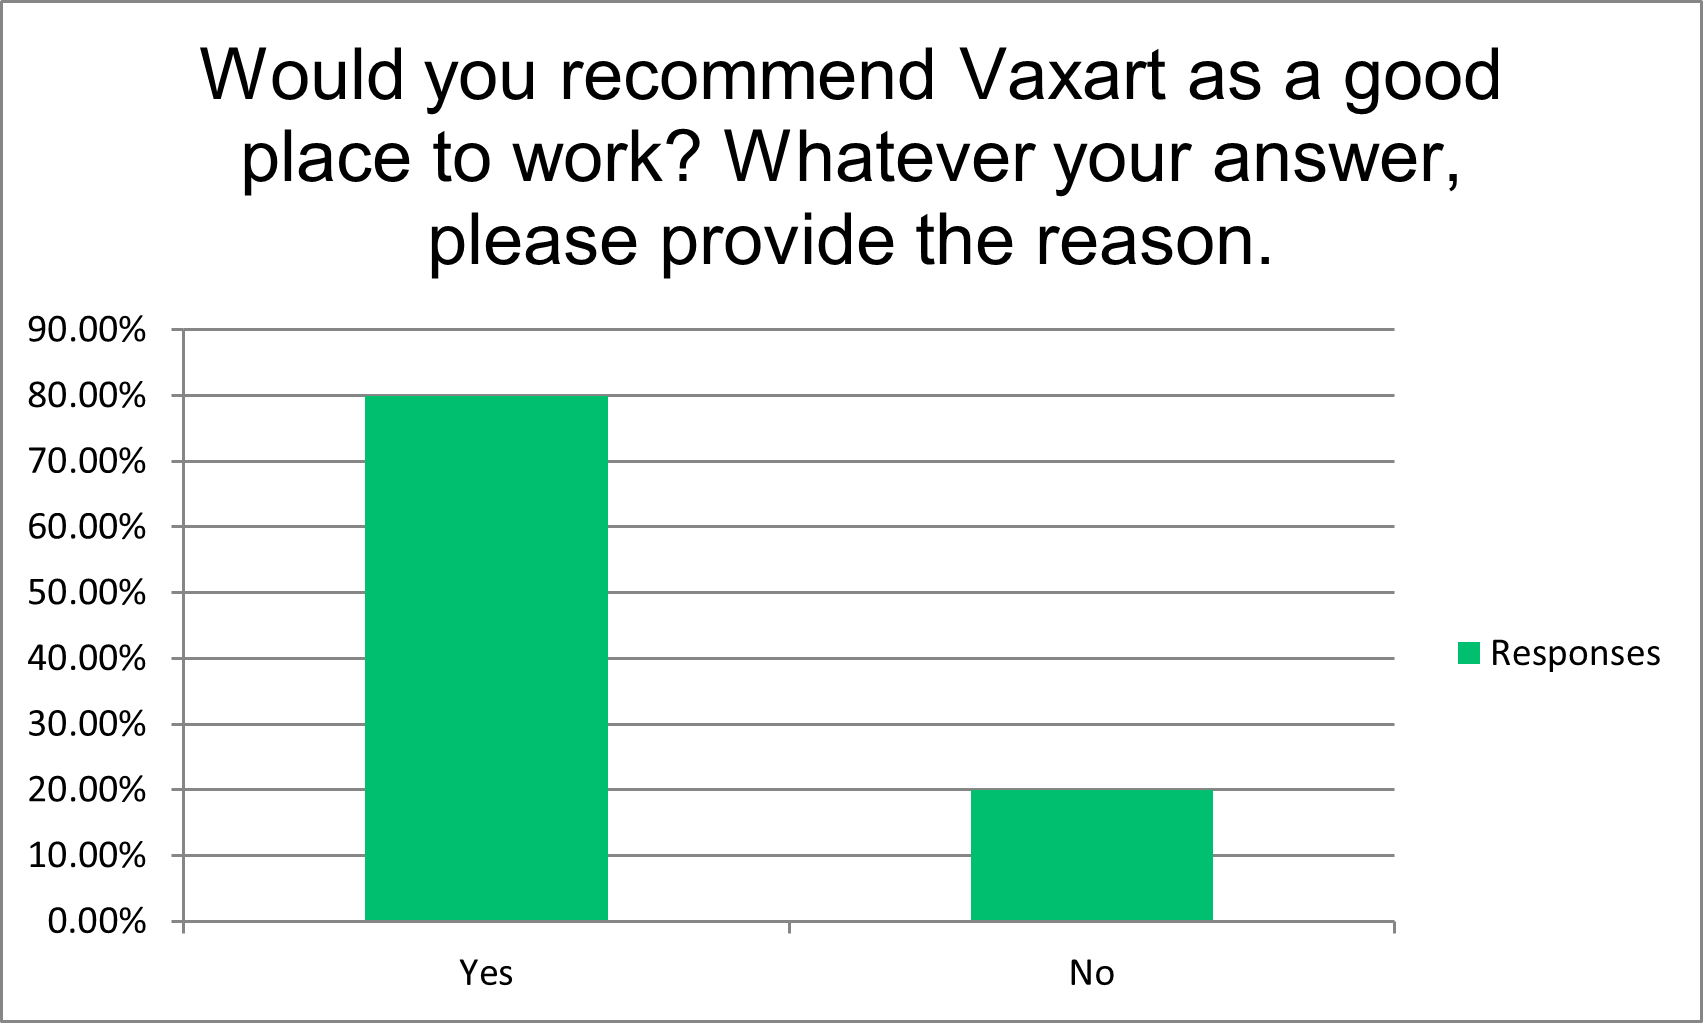 Would you recommend Vaxart as a good
place to work? Whatever your answer,
please provide the reason.
90.00%
80.00%
70.00%
60.00%
50.00%
40.00%
30.00%
20.00%
10.00%
0.00%
Responses
Yes
No